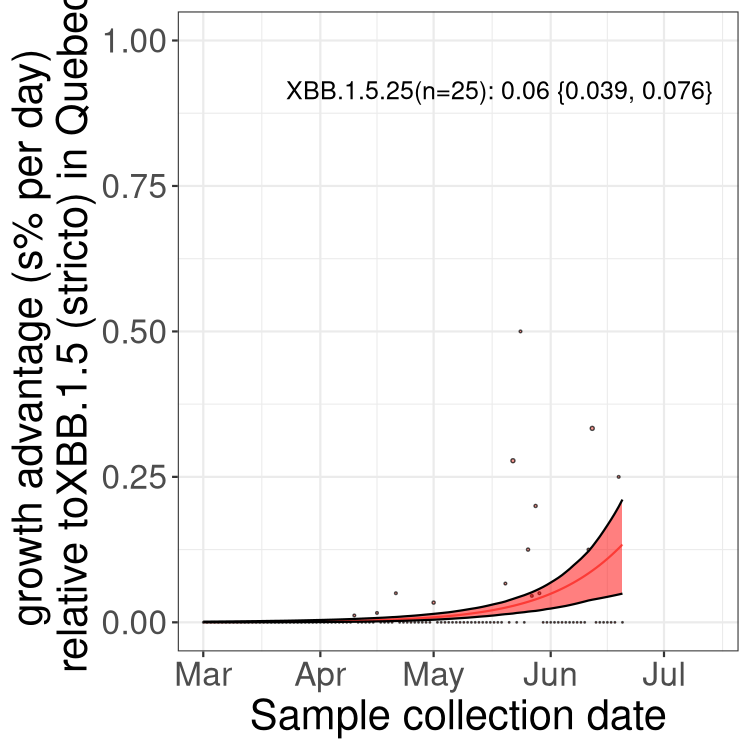 growth advantage (s% per day)
relative toXBB.1.5 (stricto) in Quebec
1.00
0.75
0.50
0.25
0.00
XBB.1.5.25(n=25): 0.06 {0.039, 0.076}
Mar Apr May Jun Jul
Sample collection date